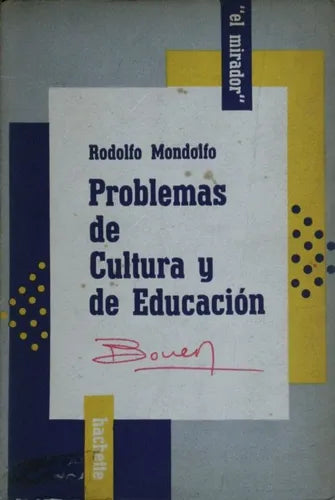 "el mirador"
Rodolfo Mondolfo
Problemas
de
Cultura y
de Educación
hachette